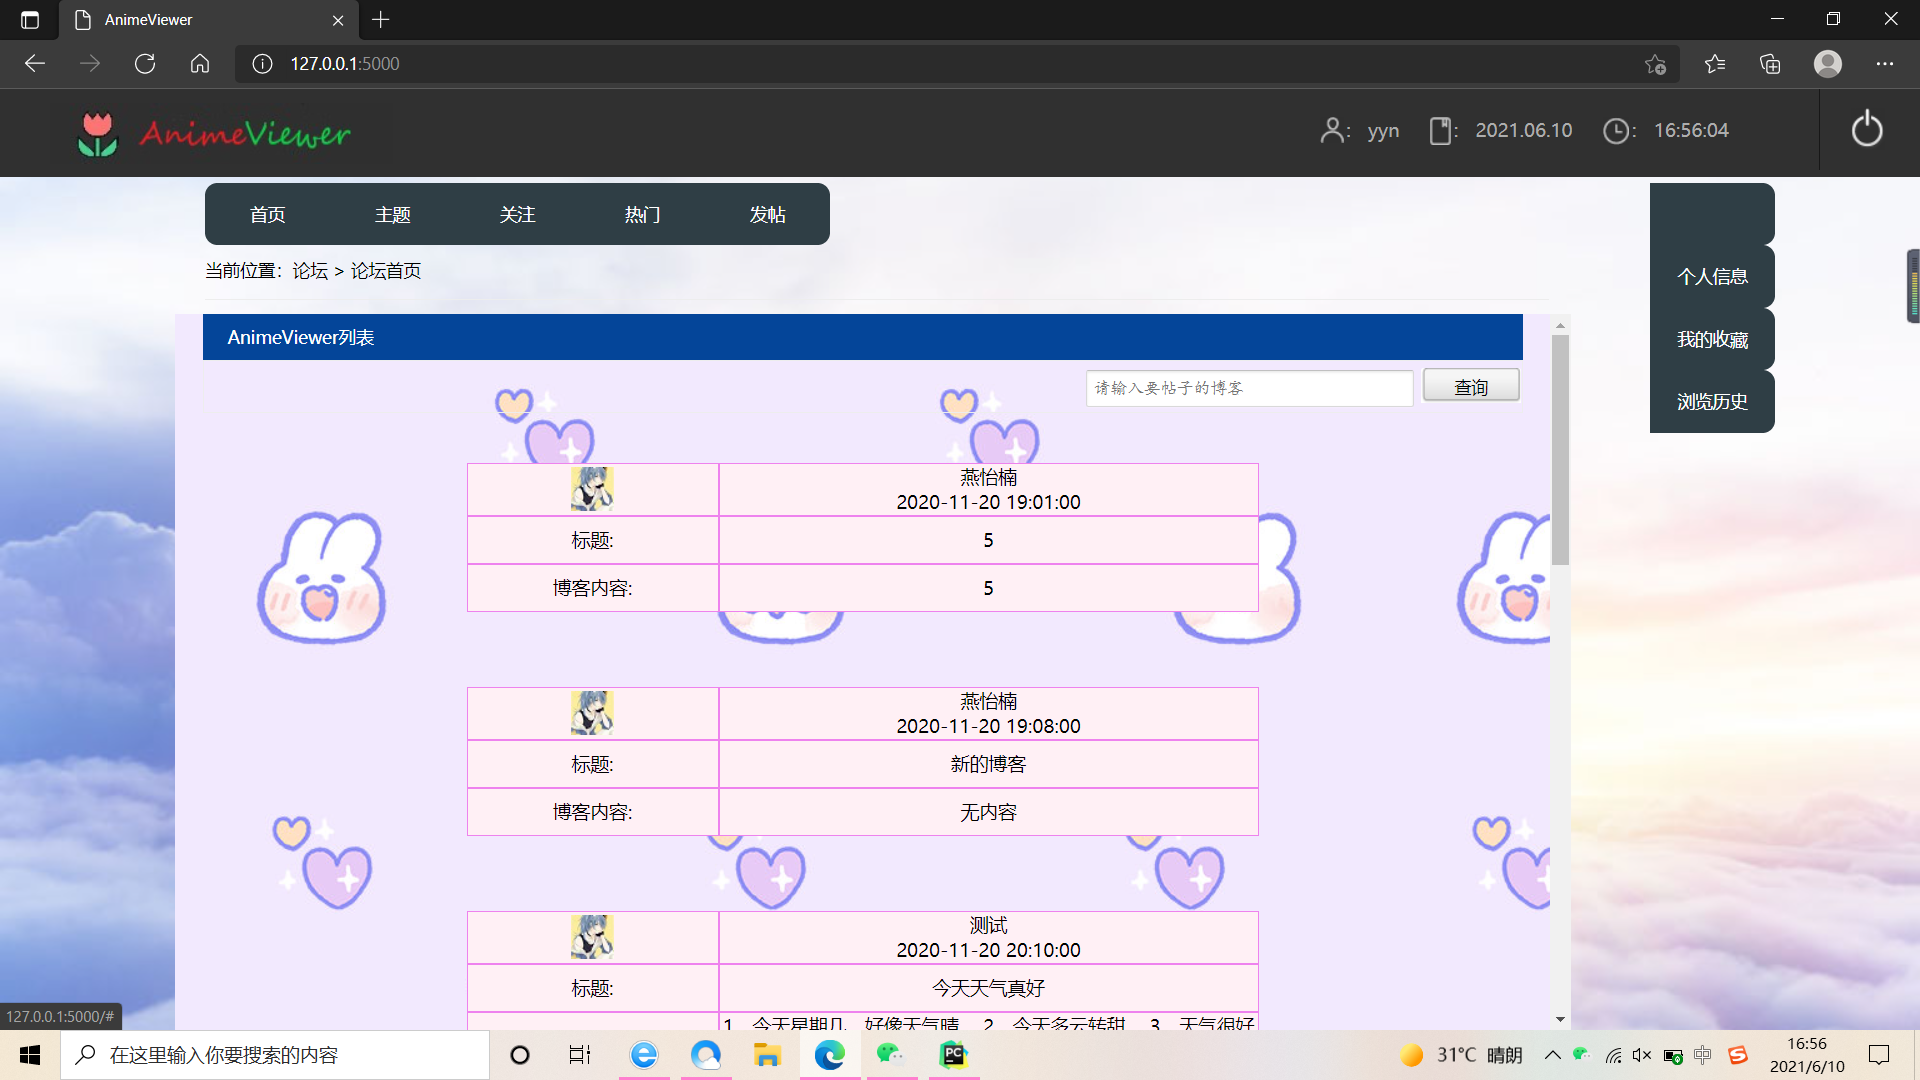 AnimeViewer
127.0.0.1:5000
AnimeViewer
: yyn
: 2021.06.10
: 16:56:04
首页 主题 关注 热门 发帖
当前位置：论坛 > 论坛首页
个人信息
我的收藏
浏览历史
AnimeViewer列表
请输入要帖子的博客 查询
燕怡楠
2020-11-20 19:01:00
标题: 5
博客内容: 5
燕怡楠
2020-11-20 19:08:00
标题: 新的博客
博客内容: 无内容
测试
2020-11-20 20:10:00
标题: 今天天气真好
1、今天星期几，好像天气晴 2、今天多云转甜 3、天气很好
127.0.0.1:5000/#
在这里输入你要搜索的内容
PC
31°C 晴朗
中
S
16:56
2021/6/10